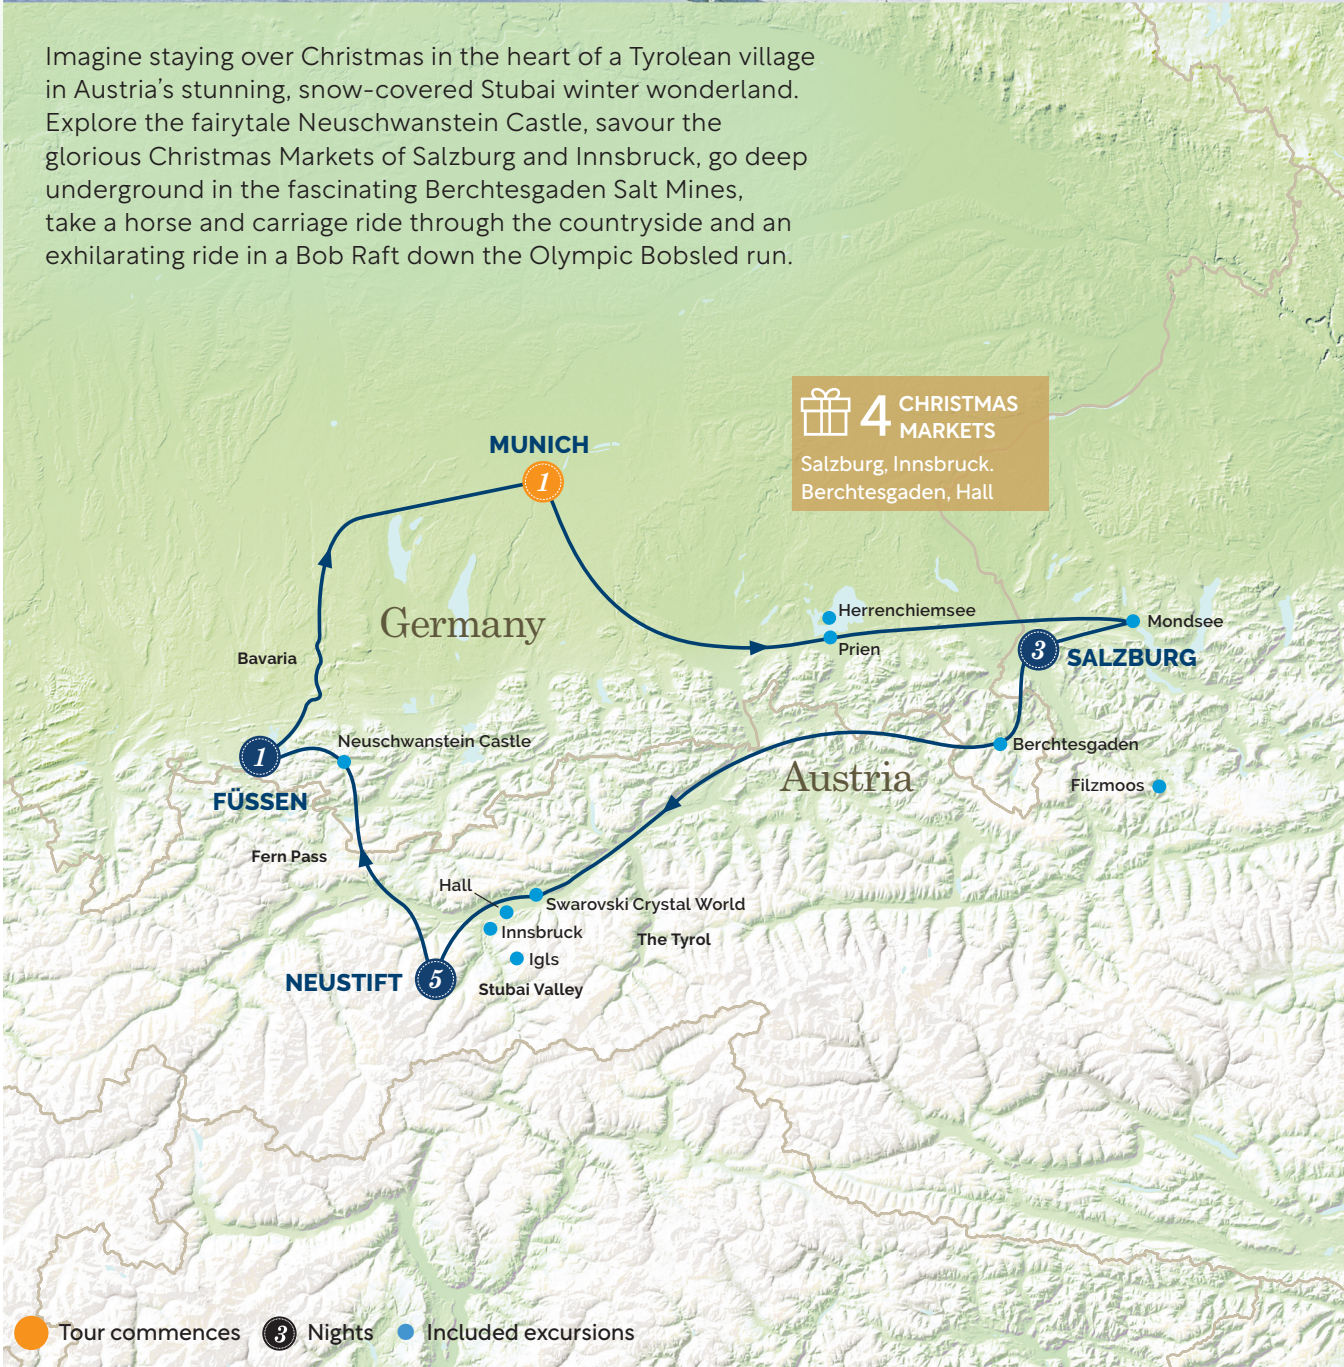 Imagine staying over Christmas in the heart of a Tyrolean village
in Austria’s stunning, snow-covered Stubai winter wonderland.
Explore the fairytale Neuschwanstein Castle, savour the
glorious Christmas Markets of Salzburg and Innsbruck, go deep
underground in the fascinating Berchtesgaden Salt Mines,
take a horse and carriage ride through the countryside and an
exhilarating ride in a Bob Raft down the Olympic Bobsled run.
4 CHRISTMAS
MARKETS
Salzburg, Innsbruck.
Berchtesgaden, Hall
MUNICH
1
Germany
Herrenchiemsee
Prien
Mondsee
3 SALZBURG
Bavaria
Neuschwanstein Castle
1
FÜSSEN
Berchtesgaden
Austria
Filzmoos
Fern Pass
Hall
Swarovski Crystal World
Innsbruck
The Tyrol
Igls
NEUSTIFT 5
Stubai Valley
Tour commences 3 Nights Included excursions